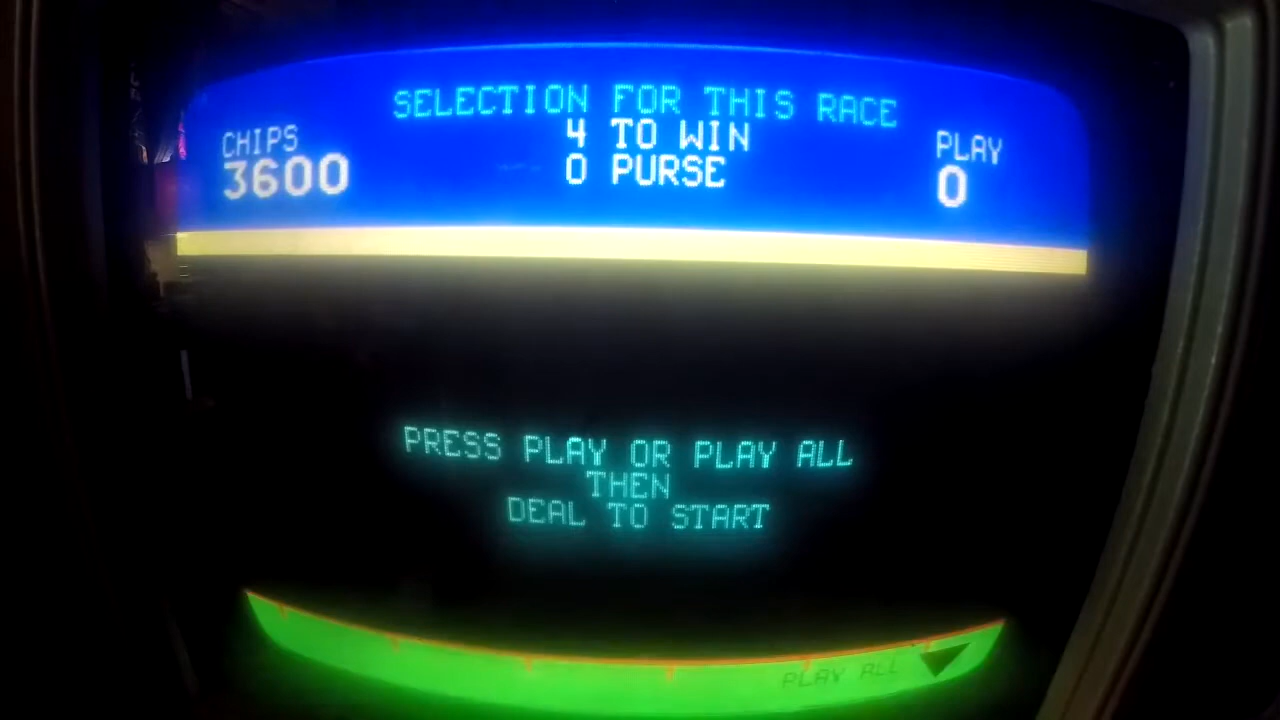 SELECTION FOR THIS RACE
4 TO WIN
0 PURSE
CHIPS
3600
PLAY
0
PRESS PLAY OR PLAY ALL
THEN
DEAL TO START
PLAY ALL